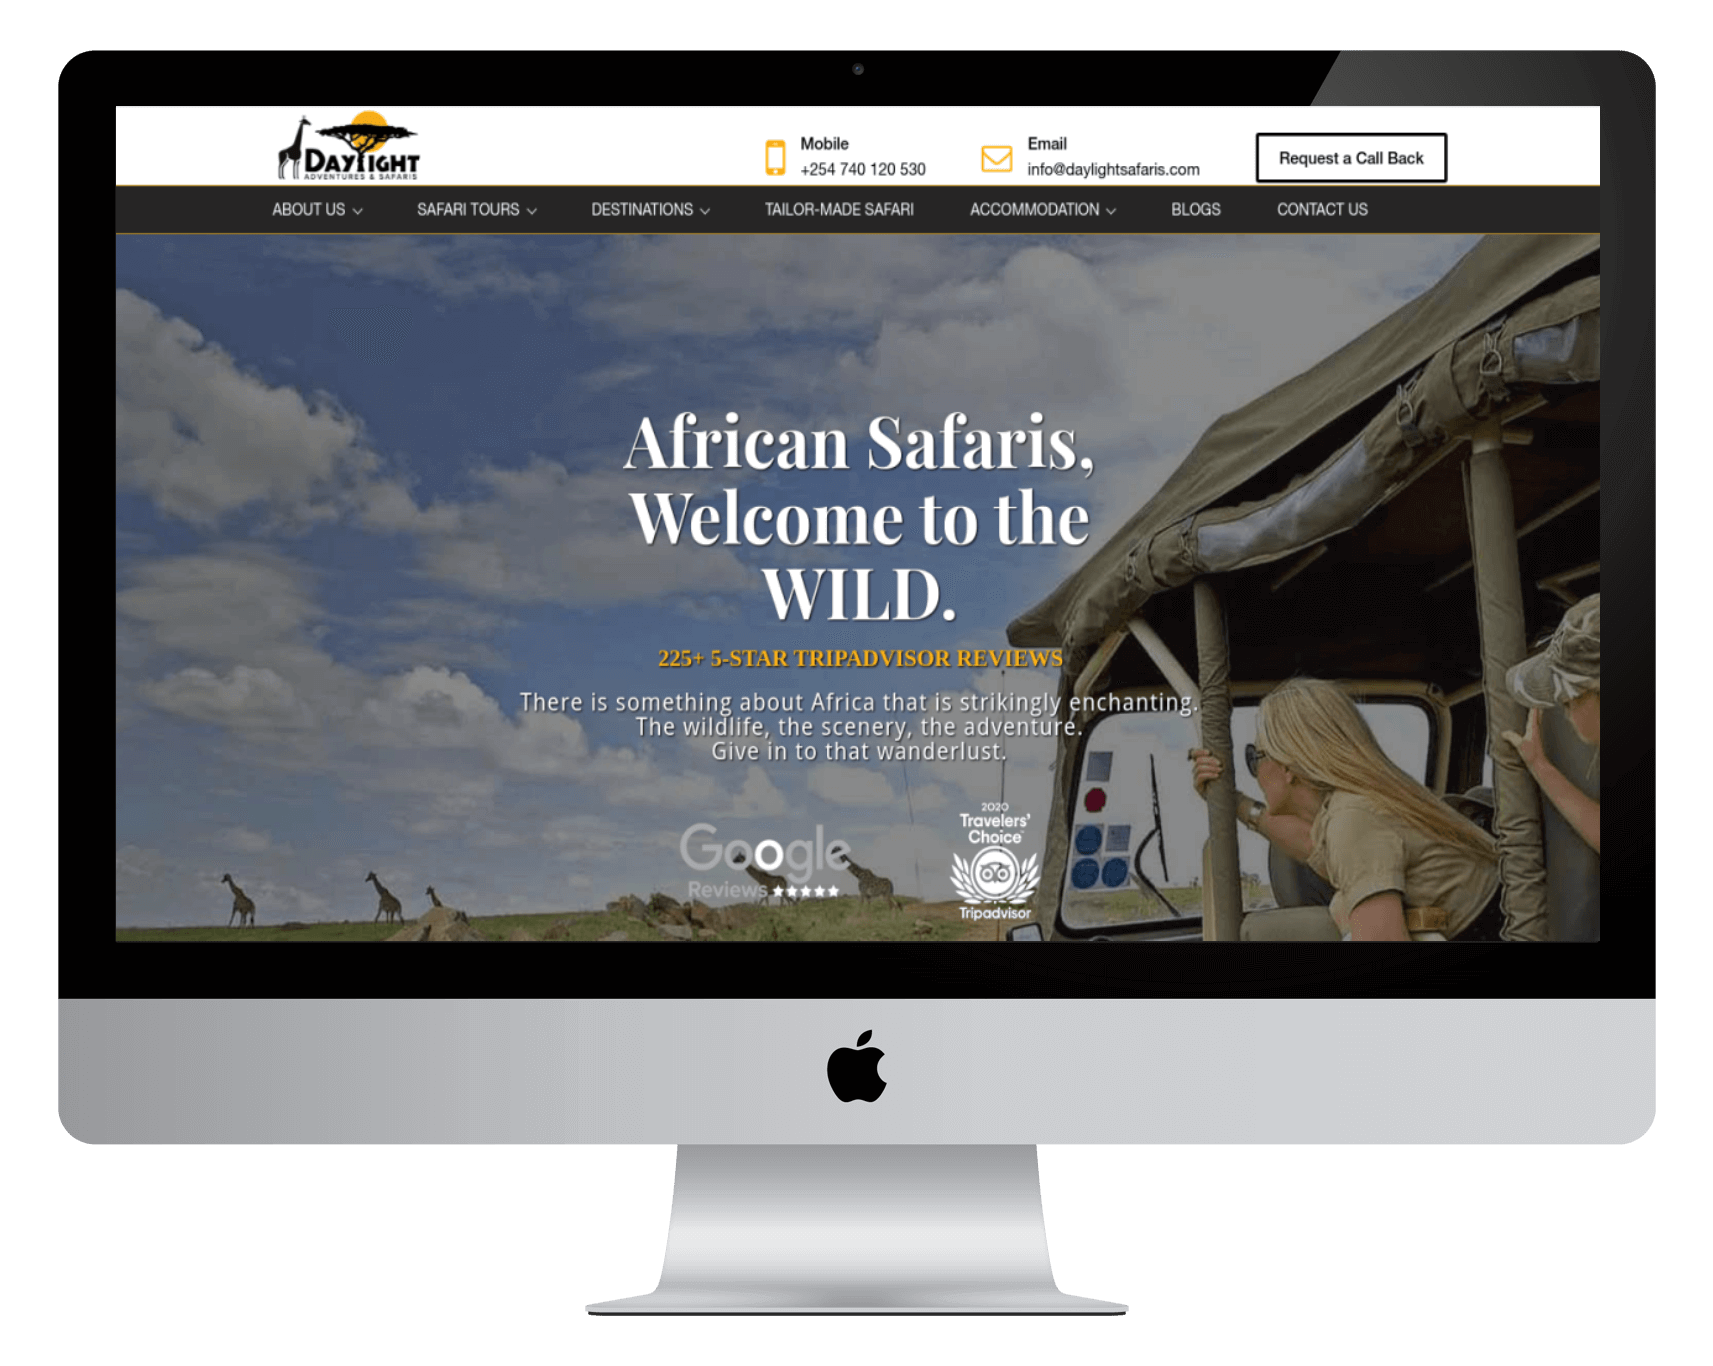 DAYLIGHT
ADVENTURES & SAFARIS
Mobile
+254 740 120 530
Email
info@daylightsafaris.com
Request a Call Back
ABOUT US
SAFARI TOURS
DESTINATIONS
TAILOR-MADE SAFARI
ACCOMMODATION
BLOGS
CONTACT US
African Safaris,
Welcome to the
WILD.
225+ 5-STAR TRIPADVISOR REVIEWS
There is something about Africa that is strikingly enchanting.
The wildlife, the scenery, the adventure.
Give in to that wanderlust.
Google
Reviews
2020
Travelers'
Choice
Tripadvisor